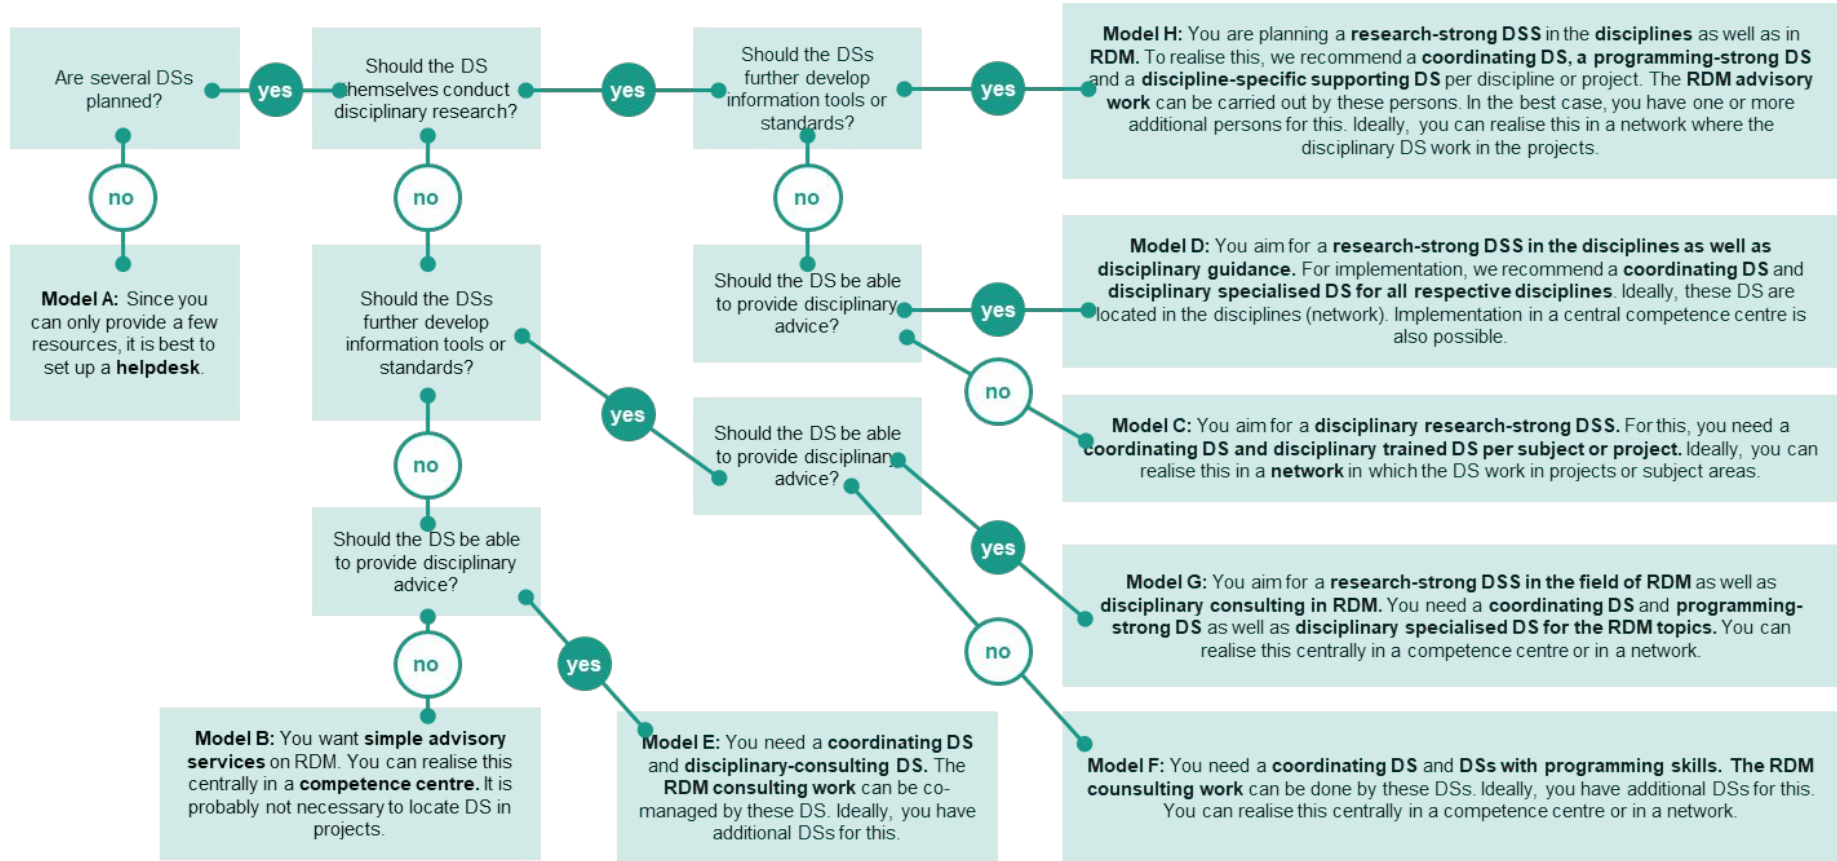 Are several DSs
planned?
yes
Should the DS
themselves conduct
disciplinary research?
yes
Should the DSs
further develop
information tools or
standards?
yes
Model H: You are planning a research-strong DSS in the disciplines as well as in
RDM. To realise this, we recommend a coordinating DS, a programming-strong DS
and a discipline-specific supporting DS per discipline or project. The RDM advisory
work can be carried out by these persons. In the best case, you have one or more
additional persons for this. Ideally, you can realise this in a network where the
disciplinary DS work in the projects.
no
no
no
Model A: Since you
can only provide a few
resources, it is best to
set up a helpdesk.
Should the DSs
further develop
information tools or
standards?
Should the DS be able
to provide disciplinary
advice?
yes
Model D: You aim for a research-strong DSS in the disciplines as well as
disciplinary guidance. For implementation, we recommend a coordinating DS and
disciplinary specialised DS for all respective disciplines. Ideally, these DS are
located in the disciplines (network). Implementation in a central competence centre is
also possible.
no
Model C: You aim for a disciplinary research-strong DSS. For this, you need a
coordinating DS and disciplinary trained DS per subject or project. Ideally, you can
realise this in a network in which the DS work in projects or subject areas.
yes
Should the DS be able
to provide disciplinary
advice?
no
yes
Model G: You aim for a research-strong DSS in the field of RDM as well as
disciplinary consulting in RDM. You need a coordinating DS and programming-
strong DS as well as disciplinary specialised DS for the RDM topics. You can
realise this centrally in a competence centre or in a network.
Should the DS be able
to provide disciplinary
advice?
no
yes
no
Model B: You want simple advisory
services on RDM. You can realise this
centrally in a competence centre. It is
probably not necessary to locate DS in
projects.
Model E: You need a coordinating DS
and disciplinary-consulting DS. The
RDM consulting work can be co-
managed by these DS. Ideally, you have
additional DSs for this.
Model F: You need a coordinating DS and DSs with programming skills. The RDM
counsulting work can be done by these DSs. Ideally, you have additional DSs for this.
You can realise this centrally in a competence centre or in a network.